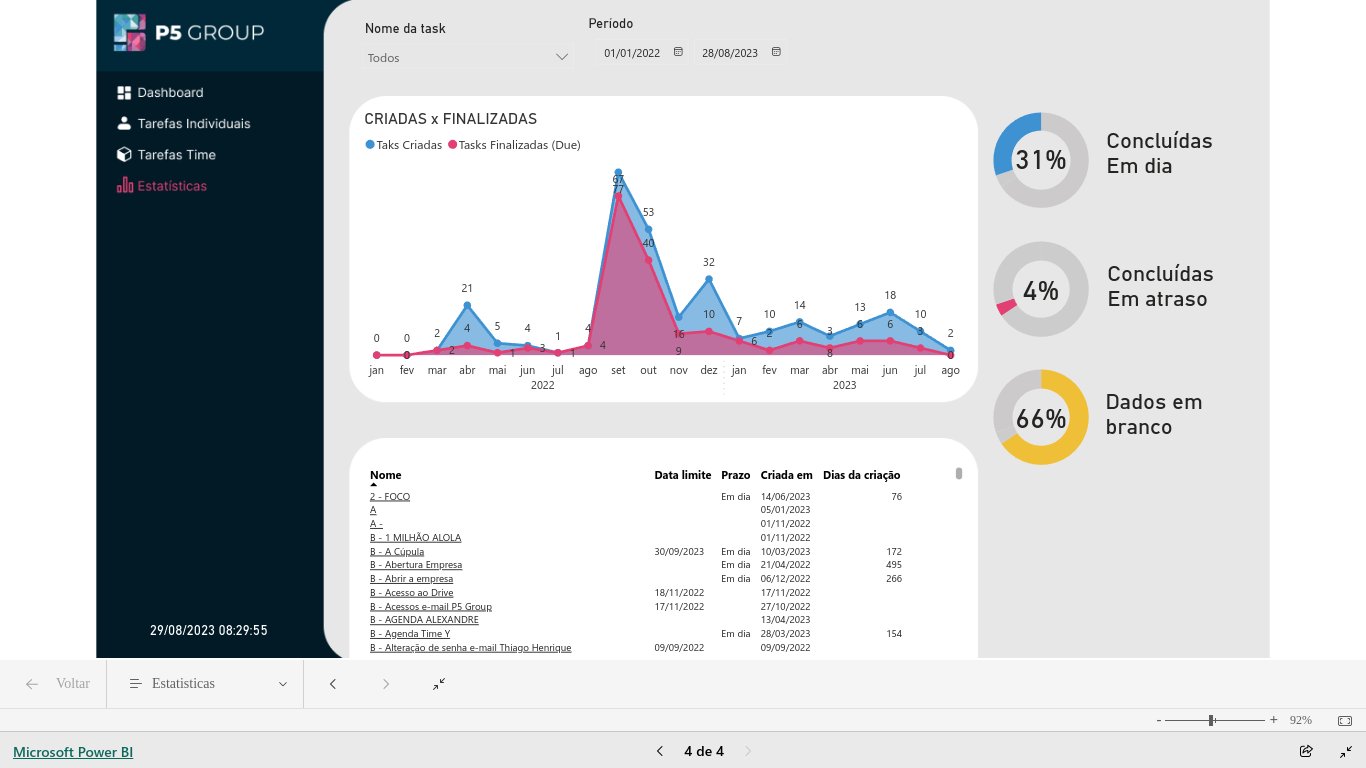 P5 GROUP
Dashboard
Tarefas Individuais
Tarefas Time
Estatísticas
29/08/2023 08:29:55
Nome da task
Todos
Período
01/01/2022
28/08/2023
CRIADAS x FINALIZADAS
Taks Criadas Tasks Finalizadas (Due)
0 0 2 21 5 4 1 4 77 53 16 32 7 10 14 8 13 18 10 2
0 2 4 1 3 1 4 67 40 9 10 6 2 6 3 6 6 3 0
jan fev mar abr mai jun jul ago set out nov dez jan fev mar abr mai jun jul ago
2022 2023
31%
Concluídas
Em dia
4%
Concluídas
Em atraso
66%
Dados em
branco
Nome Data limite Prazo Criada em Dias da criação
2 - FOCO Em dia 14/06/2023 76
A 05/01/2023
A - 01/11/2022
B - 1 MILHÃO ALOLA 01/11/2022
B - A Cúpula 30/09/2023 Em dia 10/03/2023 172
B - Abertura Empresa Em dia 21/04/2022 495
B - Abrir a empresa Em dia 06/12/2022 266
B - Acesso ao Drive 18/11/2022 17/11/2022
B - Acessos e-mail P5 Group 17/11/2022 27/10/2022
B - AGENDA ALEXANDRE 13/04/2023
B - Agenda Time Y Em dia 28/03/2023 154
B - Alteração de senha e-mail Thiago Henrique 09/09/2022 09/09/2022
Voltar
Estatisticas
- + 92%
Microsoft Power BI
4 de 4